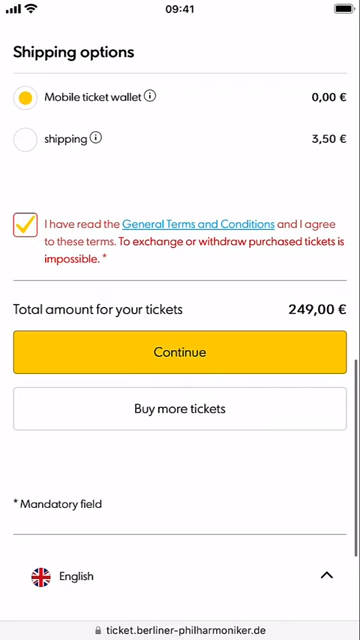 09:41
Shipping options
Mobile ticket wallet
0,00 €
shipping
3,50 €
I have read the General Terms and Conditions and I agree
to these terms. To exchange or withdraw purchased tickets is
impossible. *
Total amount for your tickets
249,00 €
Continue
Buy more tickets
* Mandatory field
English
ticket.berliner-philharmoniker.de